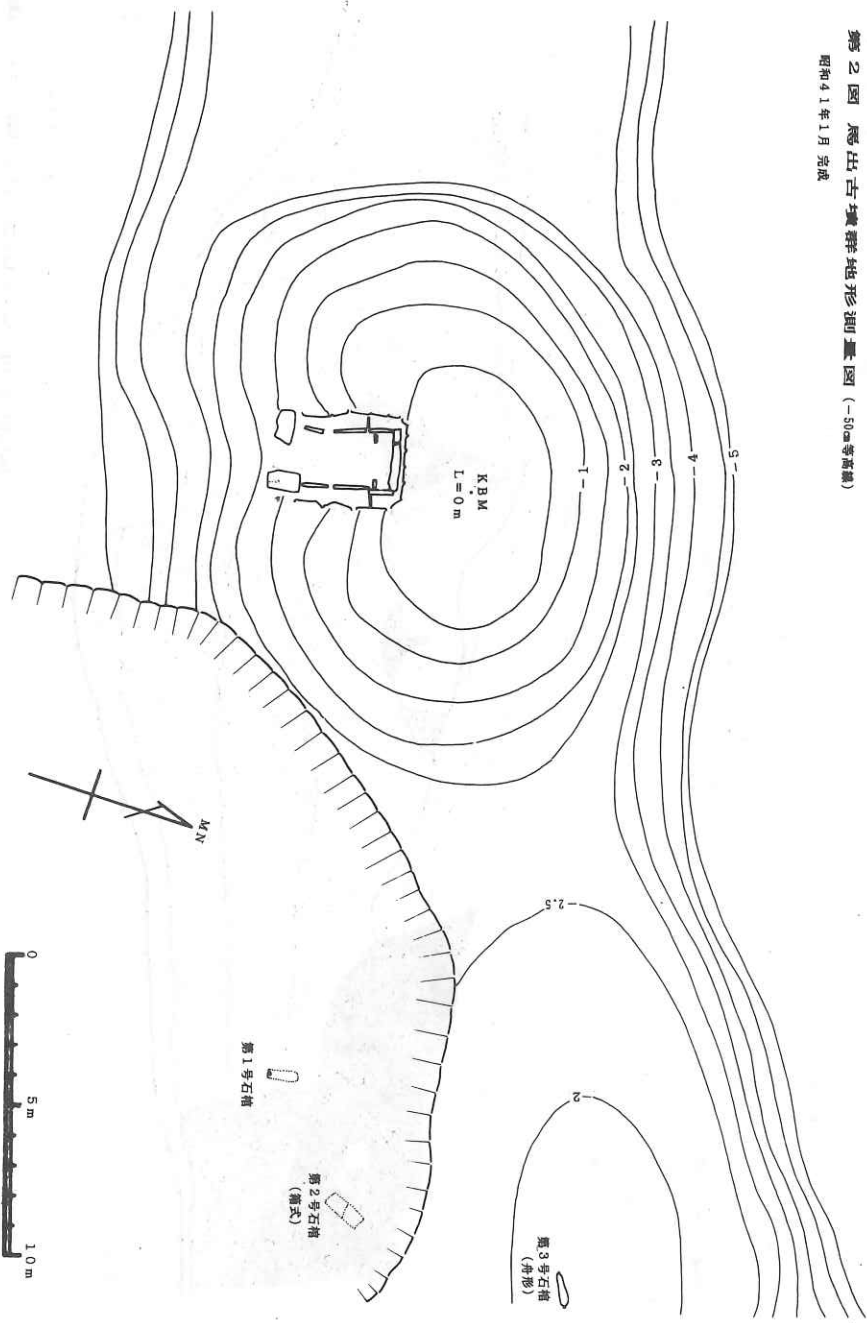 第2図 馬出古墳群地形測量図 (-50cm等高線)
昭和41年1月 完成
-5
-4
-3
-2
-1
KBM
L=0m
MN
-2.5
-2
第1号石棺
第2号石棺
(箱式)
第3号石棺
(舟形)
0
5m
10m